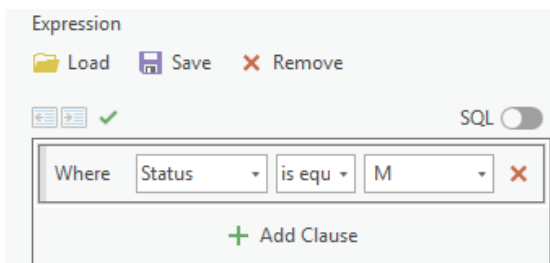 Expression
Load Save Remove
SQL
Where Status is equ M
Add Clause